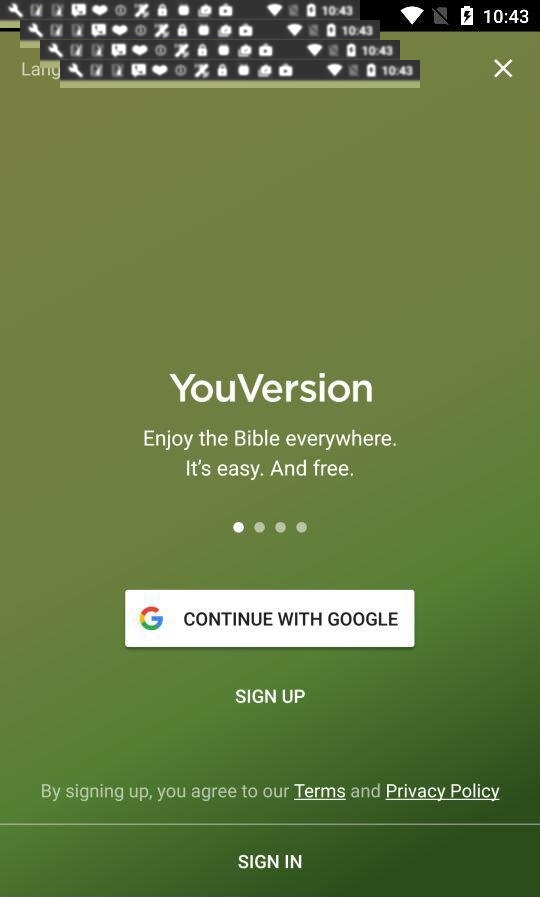 10:43
10:43
10:43
10:43
10:43
Lang
YouVersion
Enjoy the Bible everywhere.
It's easy. And free.
CONTINUE WITH GOOGLE
SIGN UP
By signing up, you agree to our Terms and Privacy Policy
SIGN IN